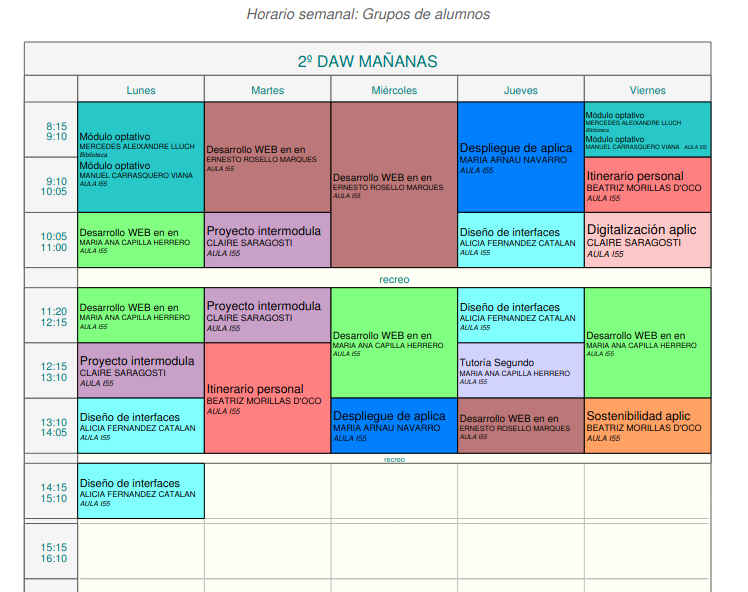 Horario semanal: Grupos de alumnos
2º DAW MAÑANAS
Lunes Martes Miércoles Jueves Viernes
8:15
9:10
Módulo optativo
MERCEDES ALEIXANDRE LLUCH
Biblioteca
Módulo optativo
MANUEL CARRASQUERO VIANA
AULA I55
Desarrollo WEB en en
ERNESTO ROSELLO MARQUES
AULA I55
Desarrollo WEB en en
ERNESTO ROSELLO MARQUES
AULA I55
Despliegue de aplica
MARIA ARNAU NAVARRO
AULA I55
Módulo optativo
MERCEDES ALEIXANDRE LLUCH
Biblioteca
Módulo optativo
MANUEL CARRASQUERO VIANA AULA I55
9:10
10:05
Itinerario personal
BEATRIZ MORILLAS D'OCO
AULA I55
10:05
11:00
Desarrollo WEB en en
MARIA ANA CAPILLA HERRERO
AULA I55
Proyecto intermodula
CLAIRE SARAGOSTI
AULA I55
Diseño de interfaces
ALICIA FERNANDEZ CATALAN
AULA I55
Digitalización aplic
CLAIRE SARAGOSTI
AULA I55
recreo
11:20
12:15
Desarrollo WEB en en
MARIA ANA CAPILLA HERRERO
AULA I55
Proyecto intermodula
CLAIRE SARAGOSTI
AULA I55
Desarrollo WEB en en
MARIA ANA CAPILLA HERRERO
AULA I55
Diseño de interfaces
ALICIA FERNANDEZ CATALAN
AULA I55
Desarrollo WEB en en
MARIA ANA CAPILLA HERRERO
AULA I55
12:15
13:10
Proyecto intermodula
CLAIRE SARAGOSTI
AULA I55
Itinerario personal
BEATRIZ MORILLAS D'OCO
AULA I55
Tutoría Segundo
MARIA ANA CAPILLA HERRERO
AULA I55
13:10
14:05
Diseño de interfaces
ALICIA FERNANDEZ CATALAN
AULA I55
Despliegue de aplica
MARIA ARNAU NAVARRO
AULA I55
Desarrollo WEB en en
ERNESTO ROSELLO MARQUES
AULA I55
Sostenibilidad aplic
BEATRIZ MORILLAS D'OCO
AULA I55
recreo
14:15
15:10
Diseño de interfaces
ALICIA FERNANDEZ CATALAN
AULA I55
15:15
16:10